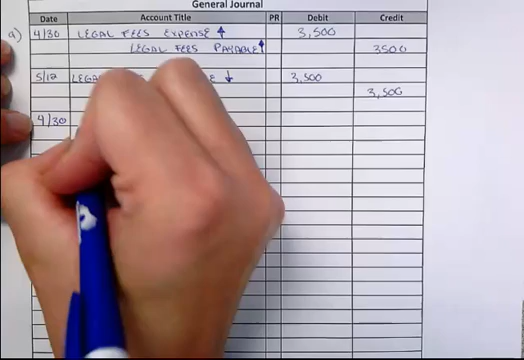 General Journal
Date Account Title PR Debit Credit
a) 4/30 LEGAL FEES EXPENSE ↑ 3,500
LEGAL FEES PAYABLE ↑ 3500
5/12 ↓ 3,500
3,500
4/30